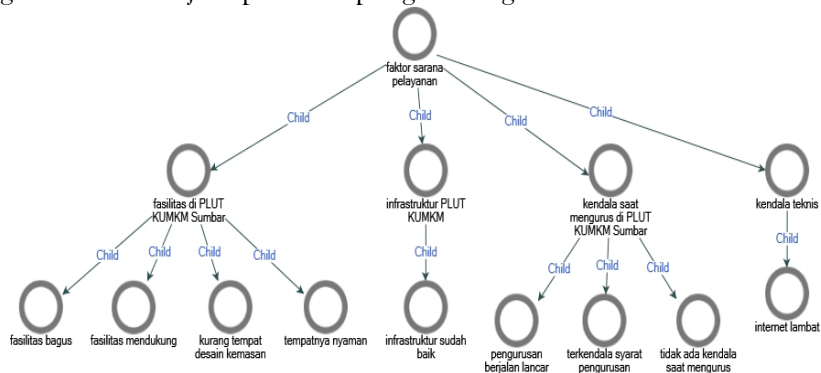 faktor sarana
pelayanan
Child
Child
Child
Child
fasilitas di PLUT
KUMKM Sumbar
infrastruktur PLUT
KUMKM
kendala saat
mengurus di PLUT
KUMKM Sumbar
kendala teknis
Child
Child
Child
Child
Child
Child
Child
Child
Child
fasilitas bagus
fasilitas mendukung
kurang tempat
desain kemasan
tempatnya nyaman
infrastruktur sudah
baik
pengurusan
berjalan lancar
terkendala syarat
pengurusan
tidak ada kendala
saat mengurus
internet lambat